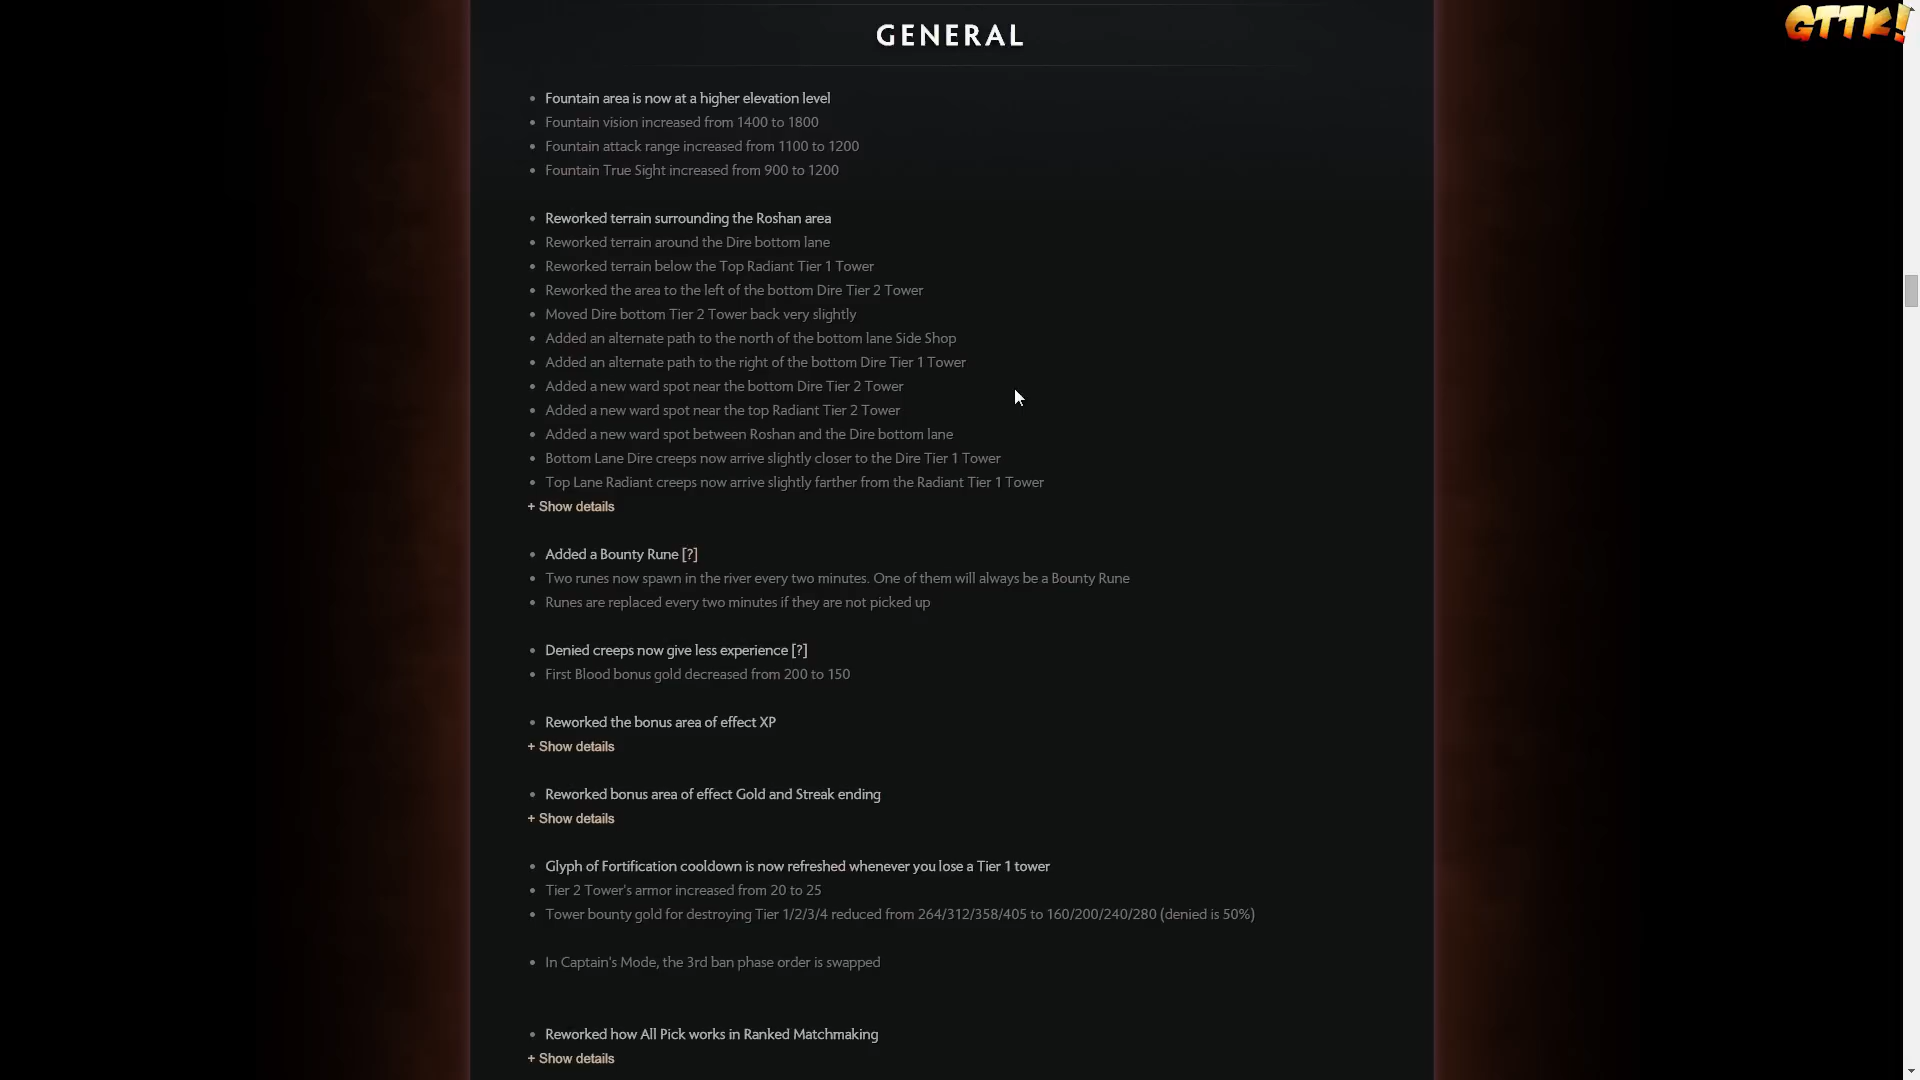 GTTK!
GENERAL
Fountain area is now at a higher elevation level
Fountain vision increased from 1400 to 1800
Fountain attack range increased from 1100 to 1200
Fountain True Sight increased from 900 to 1200
Reworked terrain surrounding the Roshan area
Reworked terrain around the Dire bottom lane
Reworked terrain below the Top Radiant Tier 1 Tower
Reworked the area to the left of the bottom Dire Tier 2 Tower
Moved Dire bottom Tier 2 Tower back very slightly
Added an alternate path to the north of the bottom lane Side Shop
Added an alternate path to the right of the bottom Dire Tier 1 Tower
Added a new ward spot near the bottom Dire Tier 2 Tower
Added a new ward spot near the top Radiant Tier 2 Tower
Added a new ward spot between Roshan and the Dire bottom lane
Bottom Lane Dire creeps now arrive slightly closer to the Dire Tier 1 Tower
Top Lane Radiant creeps now arrive slightly farther from the Radiant Tier 1 Tower
+ Show details
Added a Bounty Rune [?]
Two runes now spawn in the river every two minutes. One of them will always be a Bounty Rune
Runes are replaced every two minutes if they are not picked up
Denied creeps now give less experience [?]
First Blood bonus gold decreased from 200 to 150
Reworked the bonus area of effect XP
+ Show details
Reworked bonus area of effect Gold and Streak ending
+ Show details
Glyph of Fortification cooldown is now refreshed whenever you lose a Tier 1 tower
Tier 2 Tower's armor increased from 20 to 25
Tower bounty gold for destroying Tier 1/2/3/4 reduced from 264/312/358/405 to 160/200/240/280 (denied is 50%)
In Captain's Mode, the 3rd ban phase order is swapped
Reworked how All Pick works in Ranked Matchmaking
+ Show details